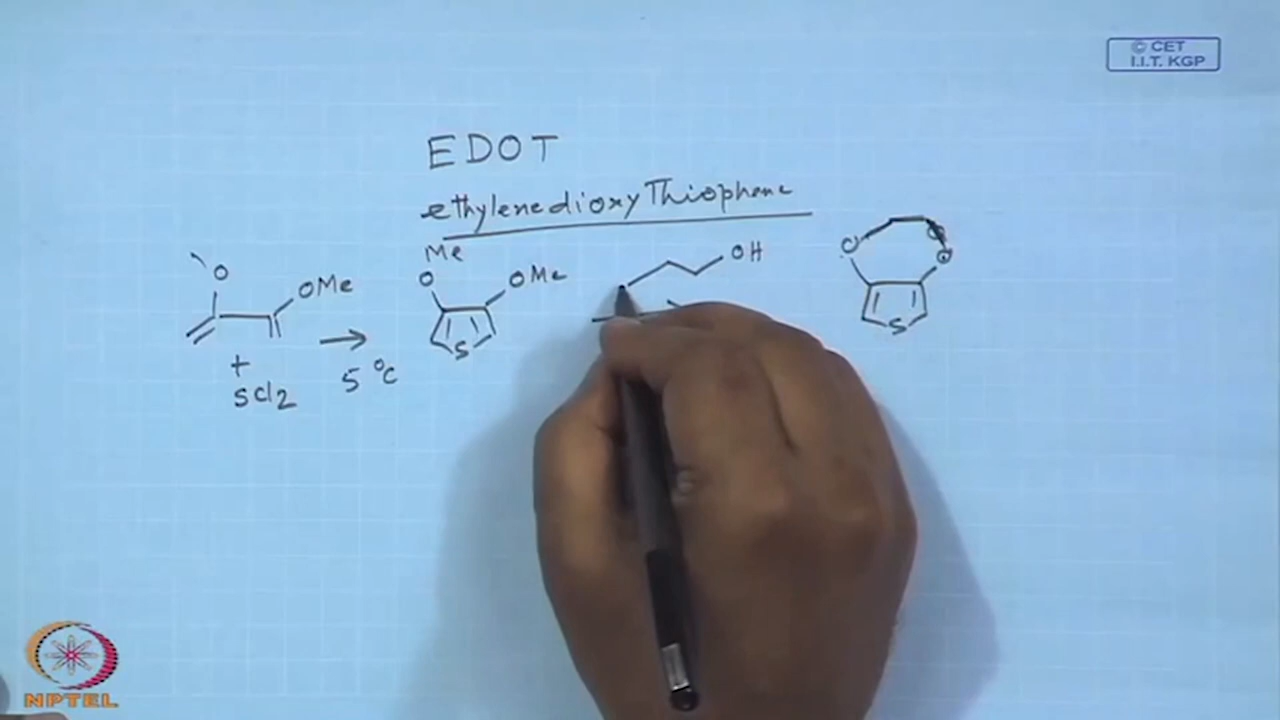 © CET
I.I.T. KGP
EDOT
ethylenedioxyThiophene
Me
O
OMe
O
OMe
+
SCl2
5 °C
S
OH
O
O
S
NPTEL